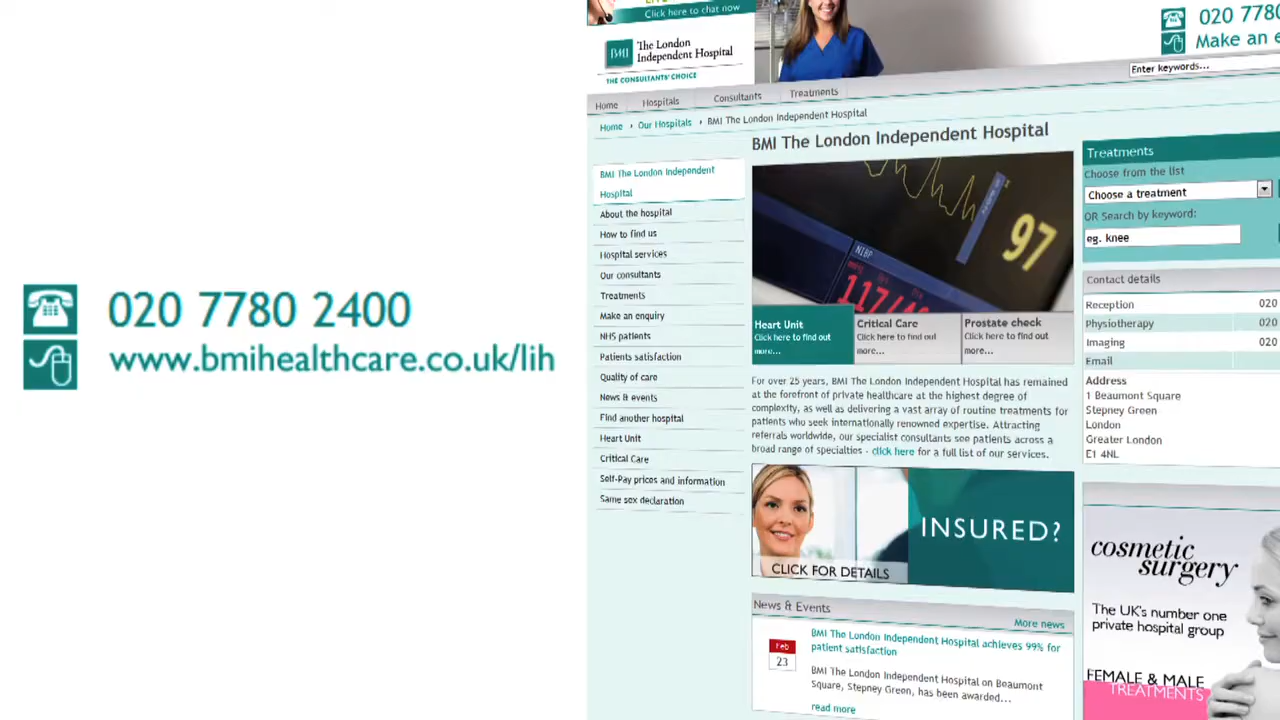 020 7780 2400
www.bmihealthcare.co.uk/lih
Click here to chat now
BMI
The London
Independent Hospital
THE CONSULTANTS' CHOICE
020 7780
Make an e
Enter keywords...
Home
Hospitals
Consultants
Treatments
Home › Our Hospitals › BMI The London Independent Hospital
BMI The London Independent
Hospital
About the hospital
How to find us
Hospital services
Our consultants
Treatments
Make an enquiry
NHS patients
Patients satisfaction
Quality of care
News & events
Find another hospital
Heart Unit
Critical Care
Self-Pay prices and information
Same sex declaration
BMI The London Independent Hospital
97
NIBP
Heart Unit
Click here to find out
more...
Critical Care
Click here to find out
more...
Prostate check
Click here to find out
more...
For over 25 years, BMI The London Independent Hospital has remained
at the forefront of private healthcare at the highest degree of
complexity, as well as delivering a vast array of routine treatments for
patients who seek internationally renowned expertise. Attracting
referrals worldwide, our specialist consultants see patients across a
broad range of specialties - click here for a full list of our services.
INSURED?
CLICK FOR DETAILS
News & Events
More news
Feb
23
BMI The London Independent Hospital achieves 99% for
patient satisfaction
BMI The London Independent Hospital on Beaumont
Square, Stepney Green, has been awarded...
read more
Treatments
Choose from the list
Choose a treatment
OR Search by keyword:
eg. knee
Contact details
Reception 020
Physiotherapy 020
Imaging 020
Email
Address
1 Beaumont Square
Stepney Green
London
Greater London
E1 4NL
cosmetic
surgery
The UK's number one
private hospital group
FEMALE & MALE
TREATMENTS